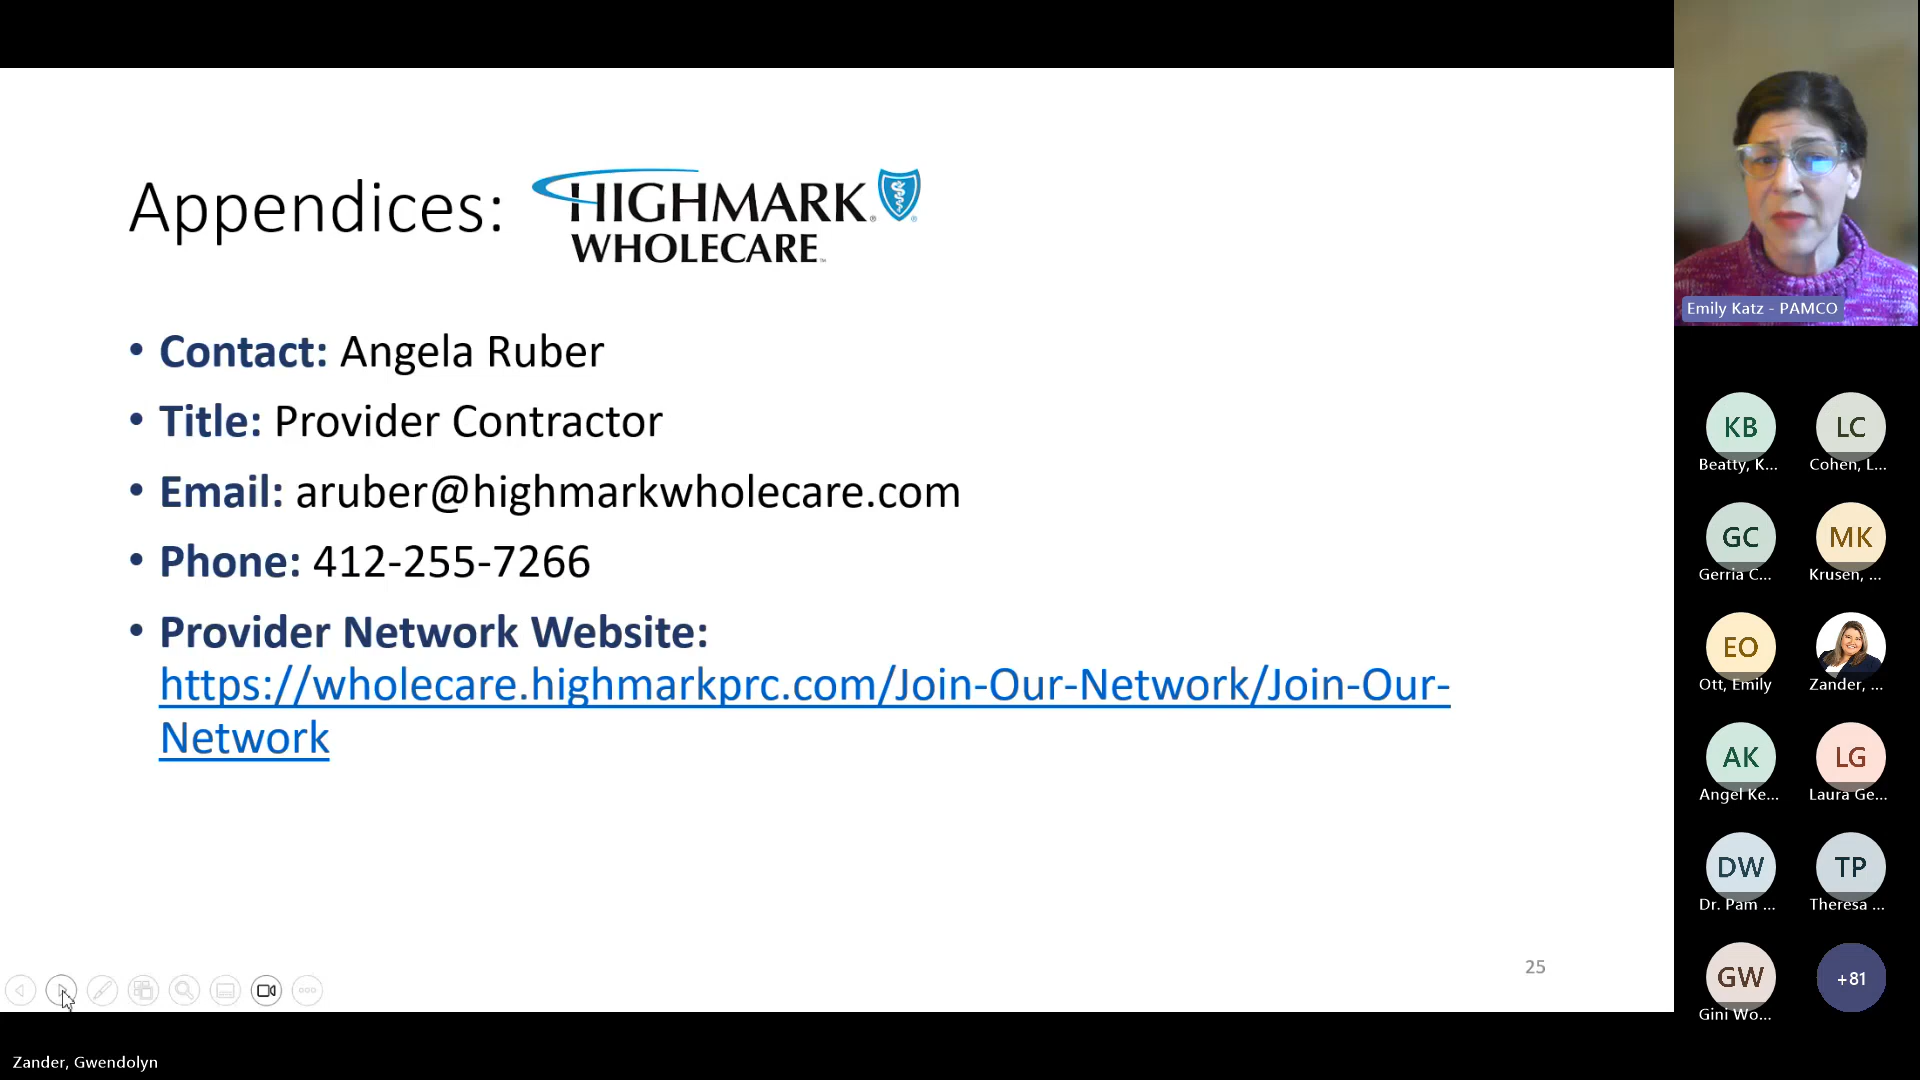 Appendices:
HIGHMARK
WHOLECARE
• Contact: Angela Ruber
• Title: Provider Contractor
• Email: aruber@highmarkwholecare.com
• Phone: 412-255-7266
• Provider Network Website:
https://wholecare.highmarkprc.com/Join-Our-Network/Join-Our-
Network
25
Zander, Gwendolyn
Emily Katz - PAMCO
KB LC
Beatty, K... Cohen, L...
GC MK
Gerria C... Krusen, ...
EO
Ott, Emily Zander, ...
AK LG
Angel Ke... Laura Ge...
DW TP
Dr. Pam ... Theresa ...
GW +81
Gini Wo...